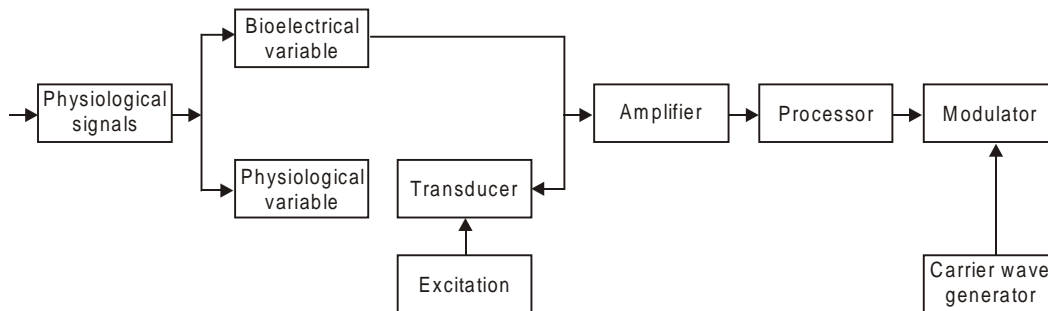 Bioelectrical
variable
Physiological
signals
Amplifier
Processor
Modulator
Physiological
variable
Transducer
Excitation
Carrier wave
generator